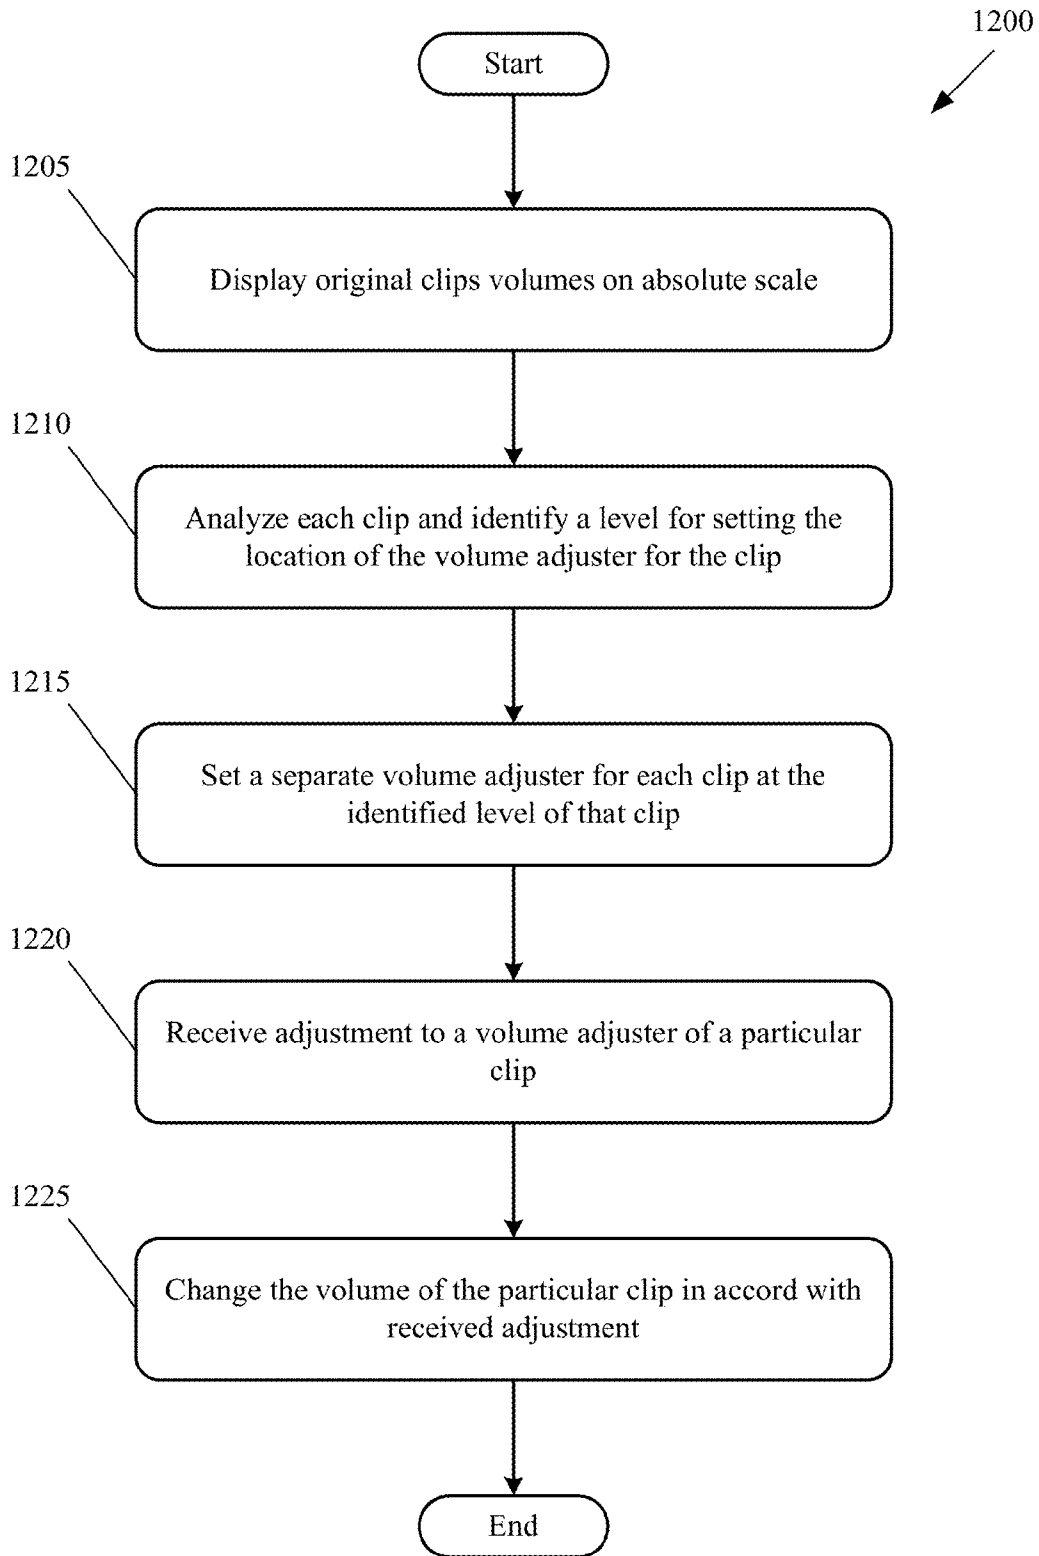 1200
Start
1205
Display original clips volumes on absolute scale
1210
Analyze each clip and identify a level for setting the
location of the volume adjuster for the clip
1215
Set a separate volume adjuster for each clip at the
identified level of that clip
1220
Receive adjustment to a volume adjuster of a particular
clip
1225
Change the volume of the particular clip in accord with
received adjustment
End